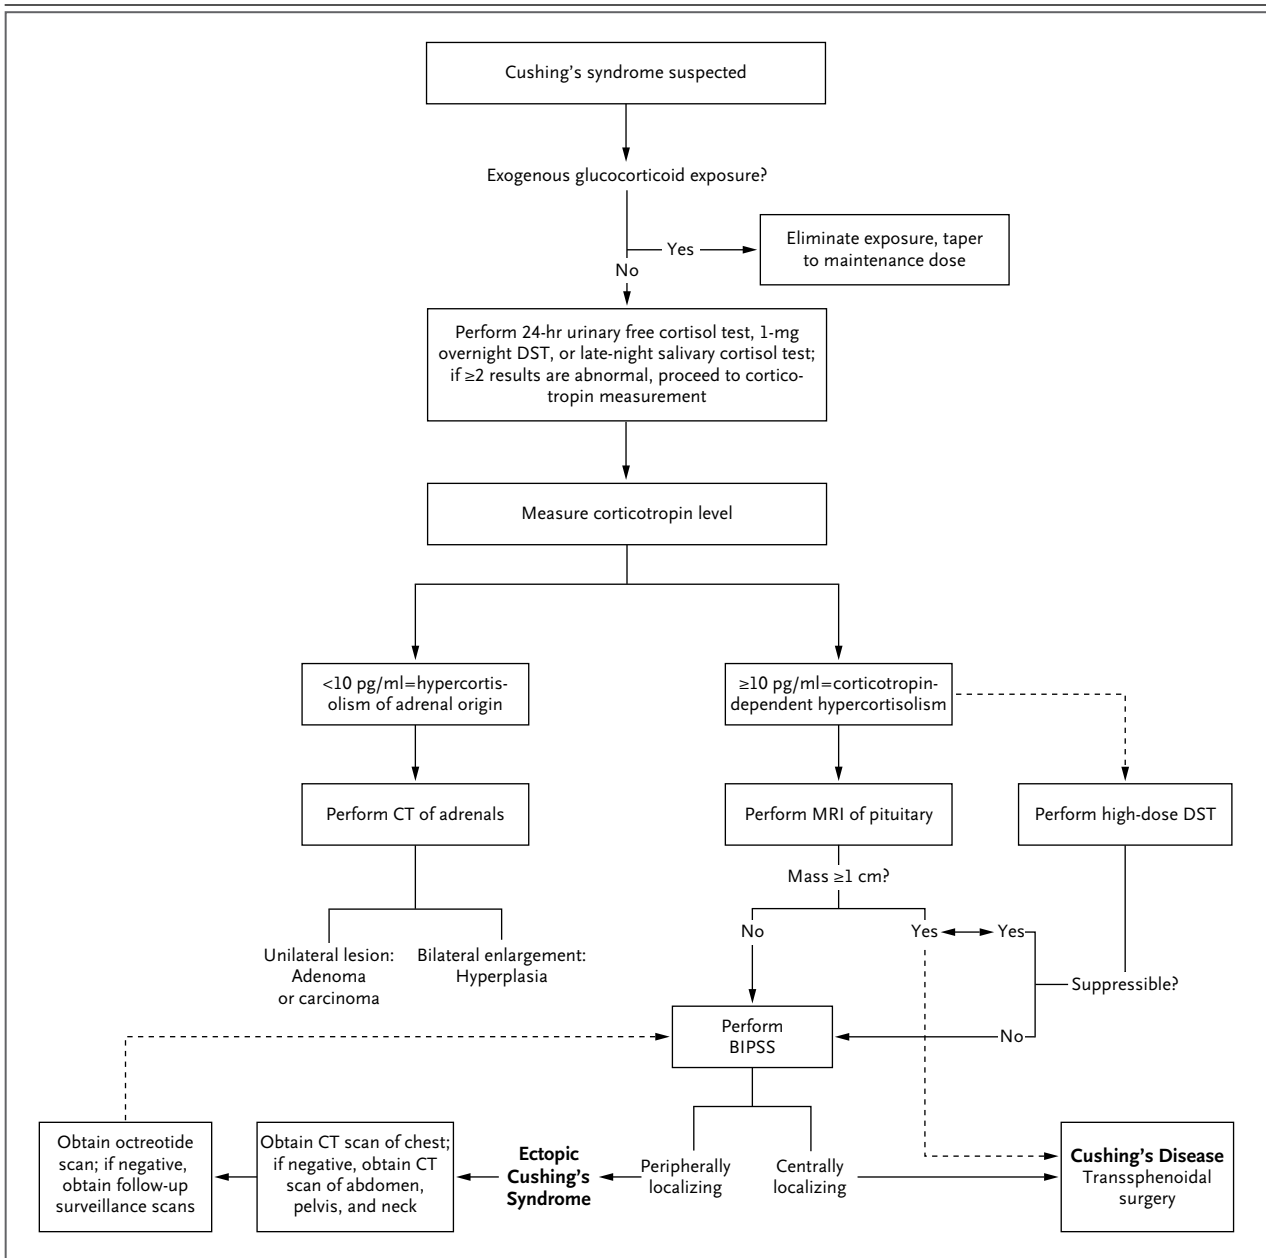 Cushing's syndrome suspected
Exogenous glucocorticoid exposure?
Yes
Eliminate exposure, taper
to maintenance dose
No
Perform 24-hr urinary free cortisol test, 1-mg
overnight DST, or late-night salivary cortisol test;
if ≥2 results are abnormal, proceed to cortico-
tropin measurement
Measure corticotropin level
<10 pg/ml=hypercortis-
olism of adrenal origin
≥10 pg/ml=corticotropin-
dependent hypercortisolism
Perform CT of adrenals
Perform MRI of pituitary
Perform high-dose DST
Mass ≥1 cm?
No
Yes
Yes
Unilateral lesion:
Adenoma
or carcinoma
Bilateral enlargement:
Hyperplasia
Suppressible?
No
Perform
BIPSS
Obtain octreotide
scan; if negative,
obtain follow-up
surveillance scans
Obtain CT scan of chest;
if negative, obtain CT
scan of abdomen,
pelvis, and neck
Ectopic
Cushing's
Syndrome
Peripherally
localizing
Centrally
localizing
Cushing's Disease
Transsphenoidal
surgery